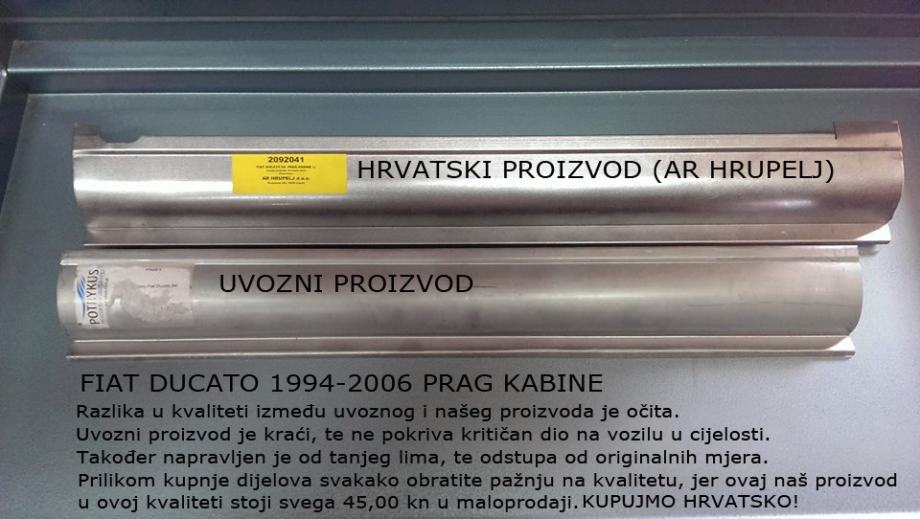 2092041
AR HRUPELJ d.o.o.
HRVATSKI PROIZVOD (AR HRUPELJ)
UVOZNI PROIZVOD
POTRYKUS
FIAT DUCATO 1994-2006 PRAG KABINE
Razlika u kvaliteti između uvoznog i našeg proizvoda je očita.
Uvozni proizvod je kraći, te ne pokriva kritičan dio na vozilu u cijelosti.
Također napravljen je od tanjeg lima, te odstupa od originalnih mjera.
Prilikom kupnje dijelova svakako obratite pažnju na kvalitetu, jer ovaj naš proizvod
u ovoj kvaliteti stoji svega 45,00 kn u maloprodaji. KUPUJMO HRVATSKO!